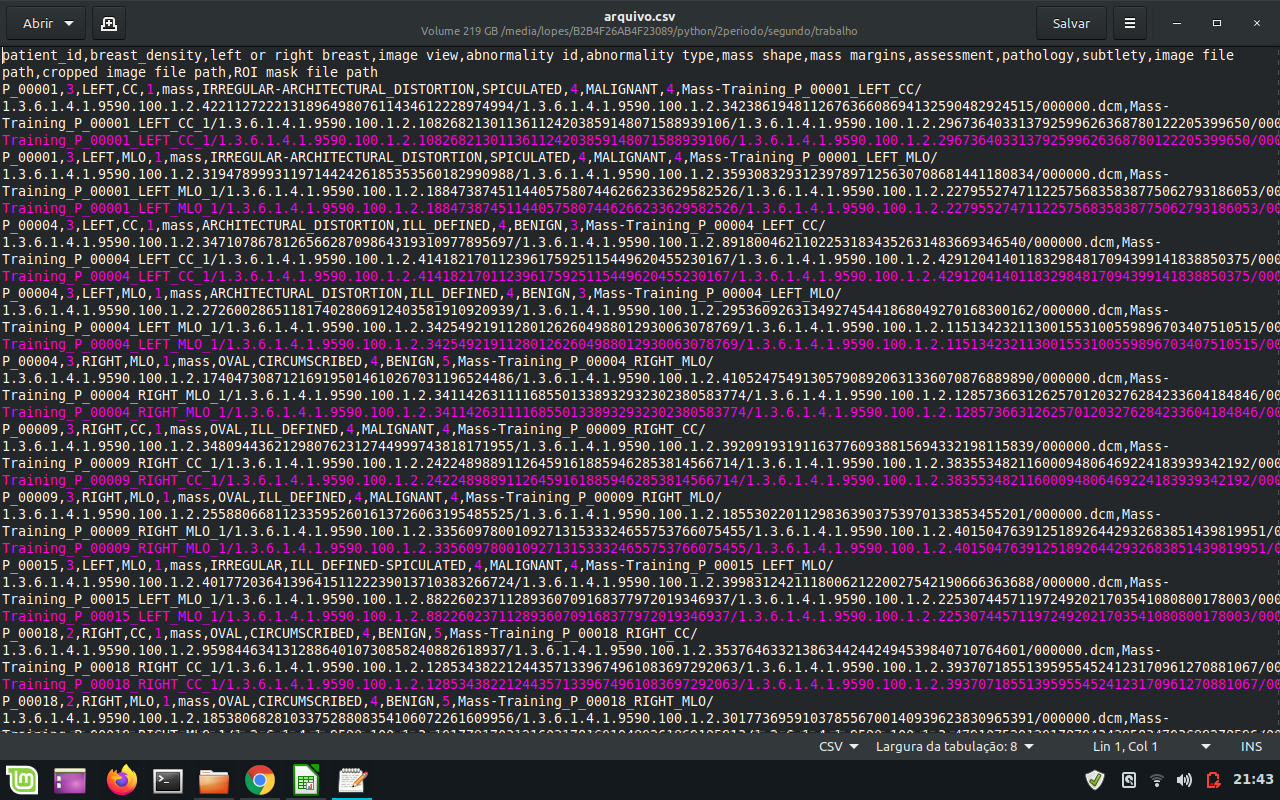 Abrir
arquivo.csv
Volume 219 GB /media/lopes/B2B4F26AB4F23089/python/2periodo/segundo/trabalho
Salvar
patient_id,breast_density,left or right breast,image view,abnormality id,abnormality type,mass shape,mass margins,assessment,pathology,subtlety,image file
path,cropped image file path,ROI mask file path
P_00001,3,LEFT,CC,1,mass,IRREGULAR-ARCHITECTURAL_DISTORTION,SPICULATED,4,MALIGNANT,4,Mass-Training_P_00001_LEFT_CC/
1.3.6.1.4.1.9590.100.1.2.422112722213189649807611434612228974994/1.3.6.1.4.1.9590.100.1.2.342386194811267636608694132590482924515/000000.dcm,Mass-
Training_P_00001_LEFT_CC_1/1.3.6.1.4.1.9590.100.1.2.108268213011361124203859148071588939106/1.3.6.1.4.1.9590.100.1.2.296736403313792599626368780122205399650/000
Training_P_00001_LEFT_CC_1/1.3.6.1.4.1.9590.100.1.2.108268213011361124203859148071588939106/1.3.6.1.4.1.9590.100.1.2.296736403313792599626368780122205399650/000
P_00001,3,LEFT,MLO,1,mass,IRREGULAR-ARCHITECTURAL_DISTORTION,SPICULATED,4,MALIGNANT,4,Mass-Training_P_00001_LEFT_MLO/
1.3.6.1.4.1.9590.100.1.2.319478999311971442426185353560182990988/1.3.6.1.4.1.9590.100.1.2.359308329312397897125630708681441180834/000000.dcm,Mass-
Training_P_00001_LEFT_MLO_1/1.3.6.1.4.1.9590.100.1.2.188473874511440575807446266233629582526/1.3.6.1.4.1.9590.100.1.2.227955274711225756835838775062793186053/00
Training_P_00001_LEFT_MLO_1/1.3.6.1.4.1.9590.100.1.2.188473874511440575807446266233629582526/1.3.6.1.4.1.9590.100.1.2.227955274711225756835838775062793186053/00
P_00004,3,LEFT,CC,1,mass,ARCHITECTURAL_DISTORTION,ILL_DEFINED,4,BENIGN,3,Mass-Training_P_00004_LEFT_CC/
1.3.6.1.4.1.9590.100.1.2.347107867812656628709864319310977895697/1.3.6.1.4.1.9590.100.1.2.89180046211022531834352631483669346540/000000.dcm,Mass-
Training_P_00004_LEFT_CC_1/1.3.6.1.4.1.9590.100.1.2.414182170112396175925115449620455230167/1.3.6.1.4.1.9590.100.1.2.429120414011832984817094399141838850375/000
Training_P_00004_LEFT_CC_1/1.3.6.1.4.1.9590.100.1.2.414182170112396175925115449620455230167/1.3.6.1.4.1.9590.100.1.2.429120414011832984817094399141838850375/000
P_00004,3,LEFT,MLO,1,mass,ARCHITECTURAL_DISTORTION,ILL_DEFINED,4,BENIGN,3,Mass-Training_P_00004_LEFT_MLO/
1.3.6.1.4.1.9590.100.1.2.272600286511817402806912403581910920939/1.3.6.1.4.1.9590.100.1.2.295360926313492745441868049270168300162/000000.dcm,Mass-
Training_P_00004_LEFT_MLO_1/1.3.6.1.4.1.9590.100.1.2.342549219112801262604988012930063078769/1.3.6.1.4.1.9590.100.1.2.115134232113001553100559896703407510515/00
Training_P_00004_LEFT_MLO_1/1.3.6.1.4.1.9590.100.1.2.342549219112801262604988012930063078769/1.3.6.1.4.1.9590.100.1.2.115134232113001553100559896703407510515/00
P_00004,3,RIGHT,MLO,1,mass,OVAL,CIRCUMSCRIBED,4,BENIGN,5,Mass-Training_P_00004_RIGHT_MLO/
1.3.6.1.4.1.9590.100.1.2.174047308712169195014610267031196524486/1.3.6.1.4.1.9590.100.1.2.410524754913057908920631336070876889890/000000.dcm,Mass-
Training_P_00004_RIGHT_MLO_1/1.3.6.1.4.1.9590.100.1.2.341142631111685501338932932302380583774/1.3.6.1.4.1.9590.100.1.2.128573663126257012032762842336041848 46/0
Training_P_00004_RIGHT_MLO_1/1.3.6.1.4.1.9590.100.1.2.341142631111685501338932932302380583774/1.3.6.1.4.1.9590.100.1.2.12857366312625701203276284233604184846/0
P_00009,3,RIGHT,CC,1,mass,OVAL,ILL_DEFINED,4,MALIGNANT,4,Mass-Training_P_00009_RIGHT_CC/
1.3.6.1.4.1.9590.100.1.2.348094436212980762312744999743818171955/1.3.6.1.4.1.9590.100.1.2.392091931911637760938815694332198115839/000000.dcm,Mass-
Training_P_00009_RIGHT_CC_1/1.3.6.1.4.1.9590.100.1.2.242248988911264591618859462853814566714/1.3.6.1.4.1.9590.100.1.2.383553482116000948064692241839393​42192/00
Training_P_00009_RIGHT_CC_1/1.3.6.1.4.1.9590.100.1.2.242248988911264591618859462853814566714/1.3.6.1.4.1.9590.100.1.2.38355348211600094806469224183939342192/00
P_00009,3,RIGHT,MLO,1,mass,OVAL,ILL_DEFINED,4,MALIGNANT,4,Mass-Training_P_00009_RIGHT_MLO/
1.3.6.1.4.1.9590.100.1.2.255880668112335952601613726063195485525/1.3.6.1.4.1.9590.100.1.2.185530220112983639037539701338534​55201/000000.dcm,Mass-
Training_P_00009_RIGHT_MLO_1/1.3.6.1.4.1.9590.100.1.2.335609780010927131533324655753766075455/1.3.6.1.4.1.9590.100.1.2.401504763912518926442932683851439819951/0
Training_P_00009_RIGHT_MLO_1/1.3.6.1.4.1.9590.100.1.2.335609780010927131533324655753766075455/1.3.6.1.4.1.9590.100.1.2.401504763912518926442932683851439819951/0
P_00015,3,LEFT,MLO,1,mass,IRREGULAR,ILL_DEFINED-SPICULATED,4,MALIGNANT,4,Mass-Training_P_00015_LEFT_MLO/
1.3.6.1.4.1.9590.100.1.2.401772036413964151122239013710383266724/1.3.6.1.4.1.9590.100.1.2.399831242111800621220027542190666363688/000000.dcm,Mass-
Training_P_00015_LEFT_MLO_1/1.3.6.1.4.1.9590.100.1.2.88226023711289360709168377972019346937/1.3.6.1.4.1.9590.100.1.2.225307445711972492021703541080800178003/000
Training_P_00015_LEFT_MLO_1/1.3.6.1.4.1.9590.100.1.2.88226023711289360709168377972019346937/1.3.6.1.4.1.9590.100.1.2.225307445711972492021703541080800178003/000
P_00018,2,RIGHT,CC,1,mass,OVAL,CIRCUMSCRIBED,4,BENIGN,5,Mass-Training_P_00018_RIGHT_CC/
1.3.6.1.4.1.9590.100.1.2.95984463413128864010730858240882618937/1.3.6.1.4.1.9590.100.1.2.353764633213863442442494539840710764601/000000.dcm,Mass-
Training_P_00018_RIGHT_CC_1/1.3.6.1.4.1.9590.100.1.2.128534382212443571339674961083697292063/1.3.6.1.4.1.9590.100.1.2.393707185513959554524123170961270881067/00
Training_P_00018_RIGHT_CC_1/1.3.6.1.4.1.9590.100.1.2.128534382212443571339674961083697292063/1.3.6.1.4.1.9590.100.1.2.393707185513959554524123170961270881067/00
P_00018,2,RIGHT,MLO,1,mass,OVAL,CIRCUMSCRIBED,4,BENIGN,5,Mass-Training_P_00018_RIGHT_MLO/
1.3.6.1.4.1.9590.100.1.2.185380682810337528808354106072261609956/1.3.6.1.4.1.9590.100.1.2.301773695910378556700140939623830965391/000000.dcm,Mass-
CSV Largura da tabulação: 8 Lin 1, Col 1 INS
21:43